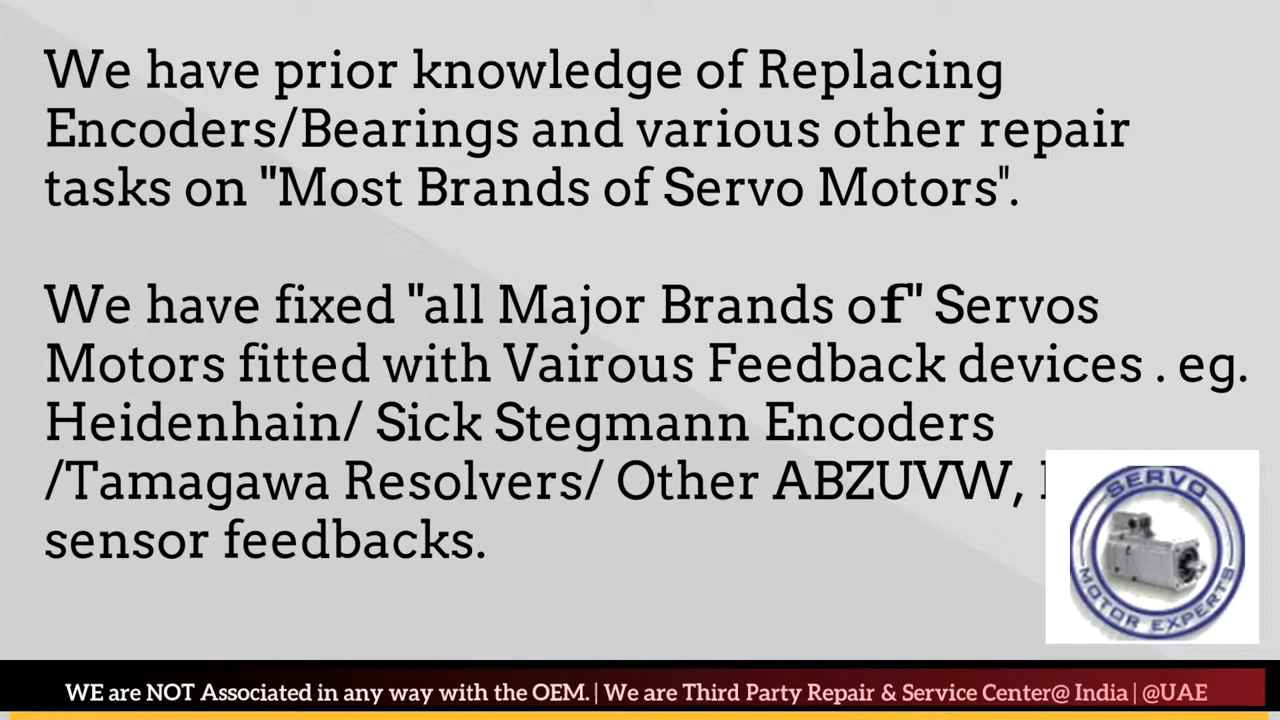 We have prior knowledge of Replacing
Encoders/Bearings and various other repair
tasks on "Most Brands of Servo Motors".
We have fixed "all Major Brands of" Servos
Motors fitted with Vairous Feedback devices . eg.
Heidenhain/ Sick Stegmann Encoders
/Tamagawa Resolvers/ Other ABZUVW,
sensor feedbacks.
SERVO
MOTOR EXPERTS
WE are NOT Associated in any way with the OEM. | We are Third Party Repair & Service Center@ India | @UAE